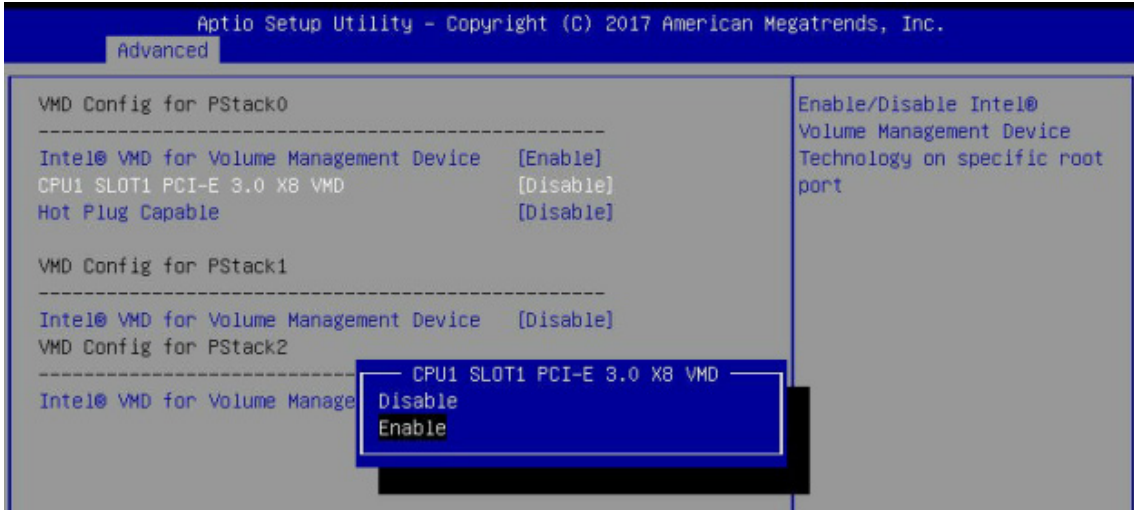 Aptio Setup Utility – Copyright (C) 2017 American Megatrends, Inc.
Advanced
VMD Config for PStack0
------------------------------------------------------
Intel® VMD for Volume Management Device [Enable]
CPU1 SLOT1 PCI-E 3.0 X8 VMD [Disable]
Hot Plug Capable [Disable]
VMD Config for PStack1
------------------------------------------------------
Intel® VMD for Volume Management Device [Disable]
VMD Config for PStack2
------------------------------
Intel® VMD for Volume Manage
CPU1 SLOT1 PCI-E 3.0 X8 VMD
Disable
Enable
Enable/Disable Intel®
Volume Management Device
Technology on specific root
port